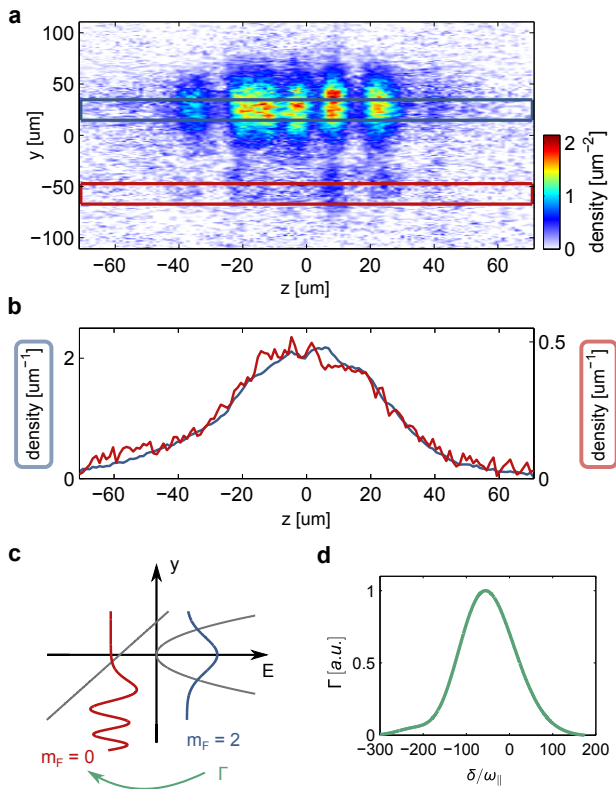 a
100
50
0
−50
−100
y [um]
−60 −40 −20 0 20 40 60
z [um]
2
1
0
density [um⁻²]
b
density [um⁻¹]
2
0
0.5
0
density [um⁻¹]
−60 −40 −20 0 20 40 60
z [um]
c
y
E
m_F = 0
m_F = 2
Γ
d
1
0.5
0
Γ [a.u.]
−300 −200 −100 0 100 200
δ/ω_∥